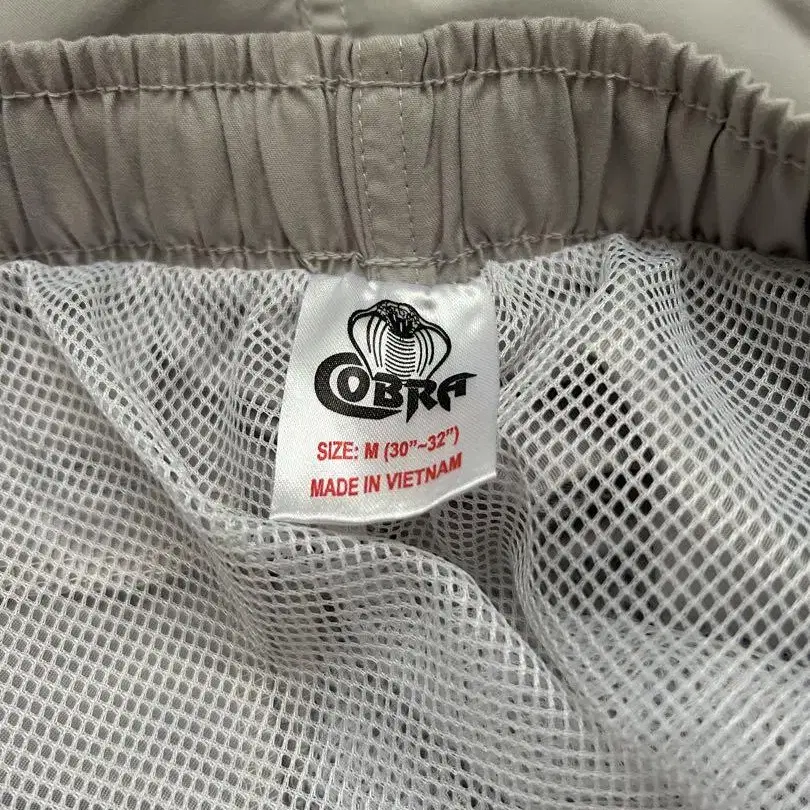 COBRA
SIZE: M (30"~32")
MADE IN VIETNAM